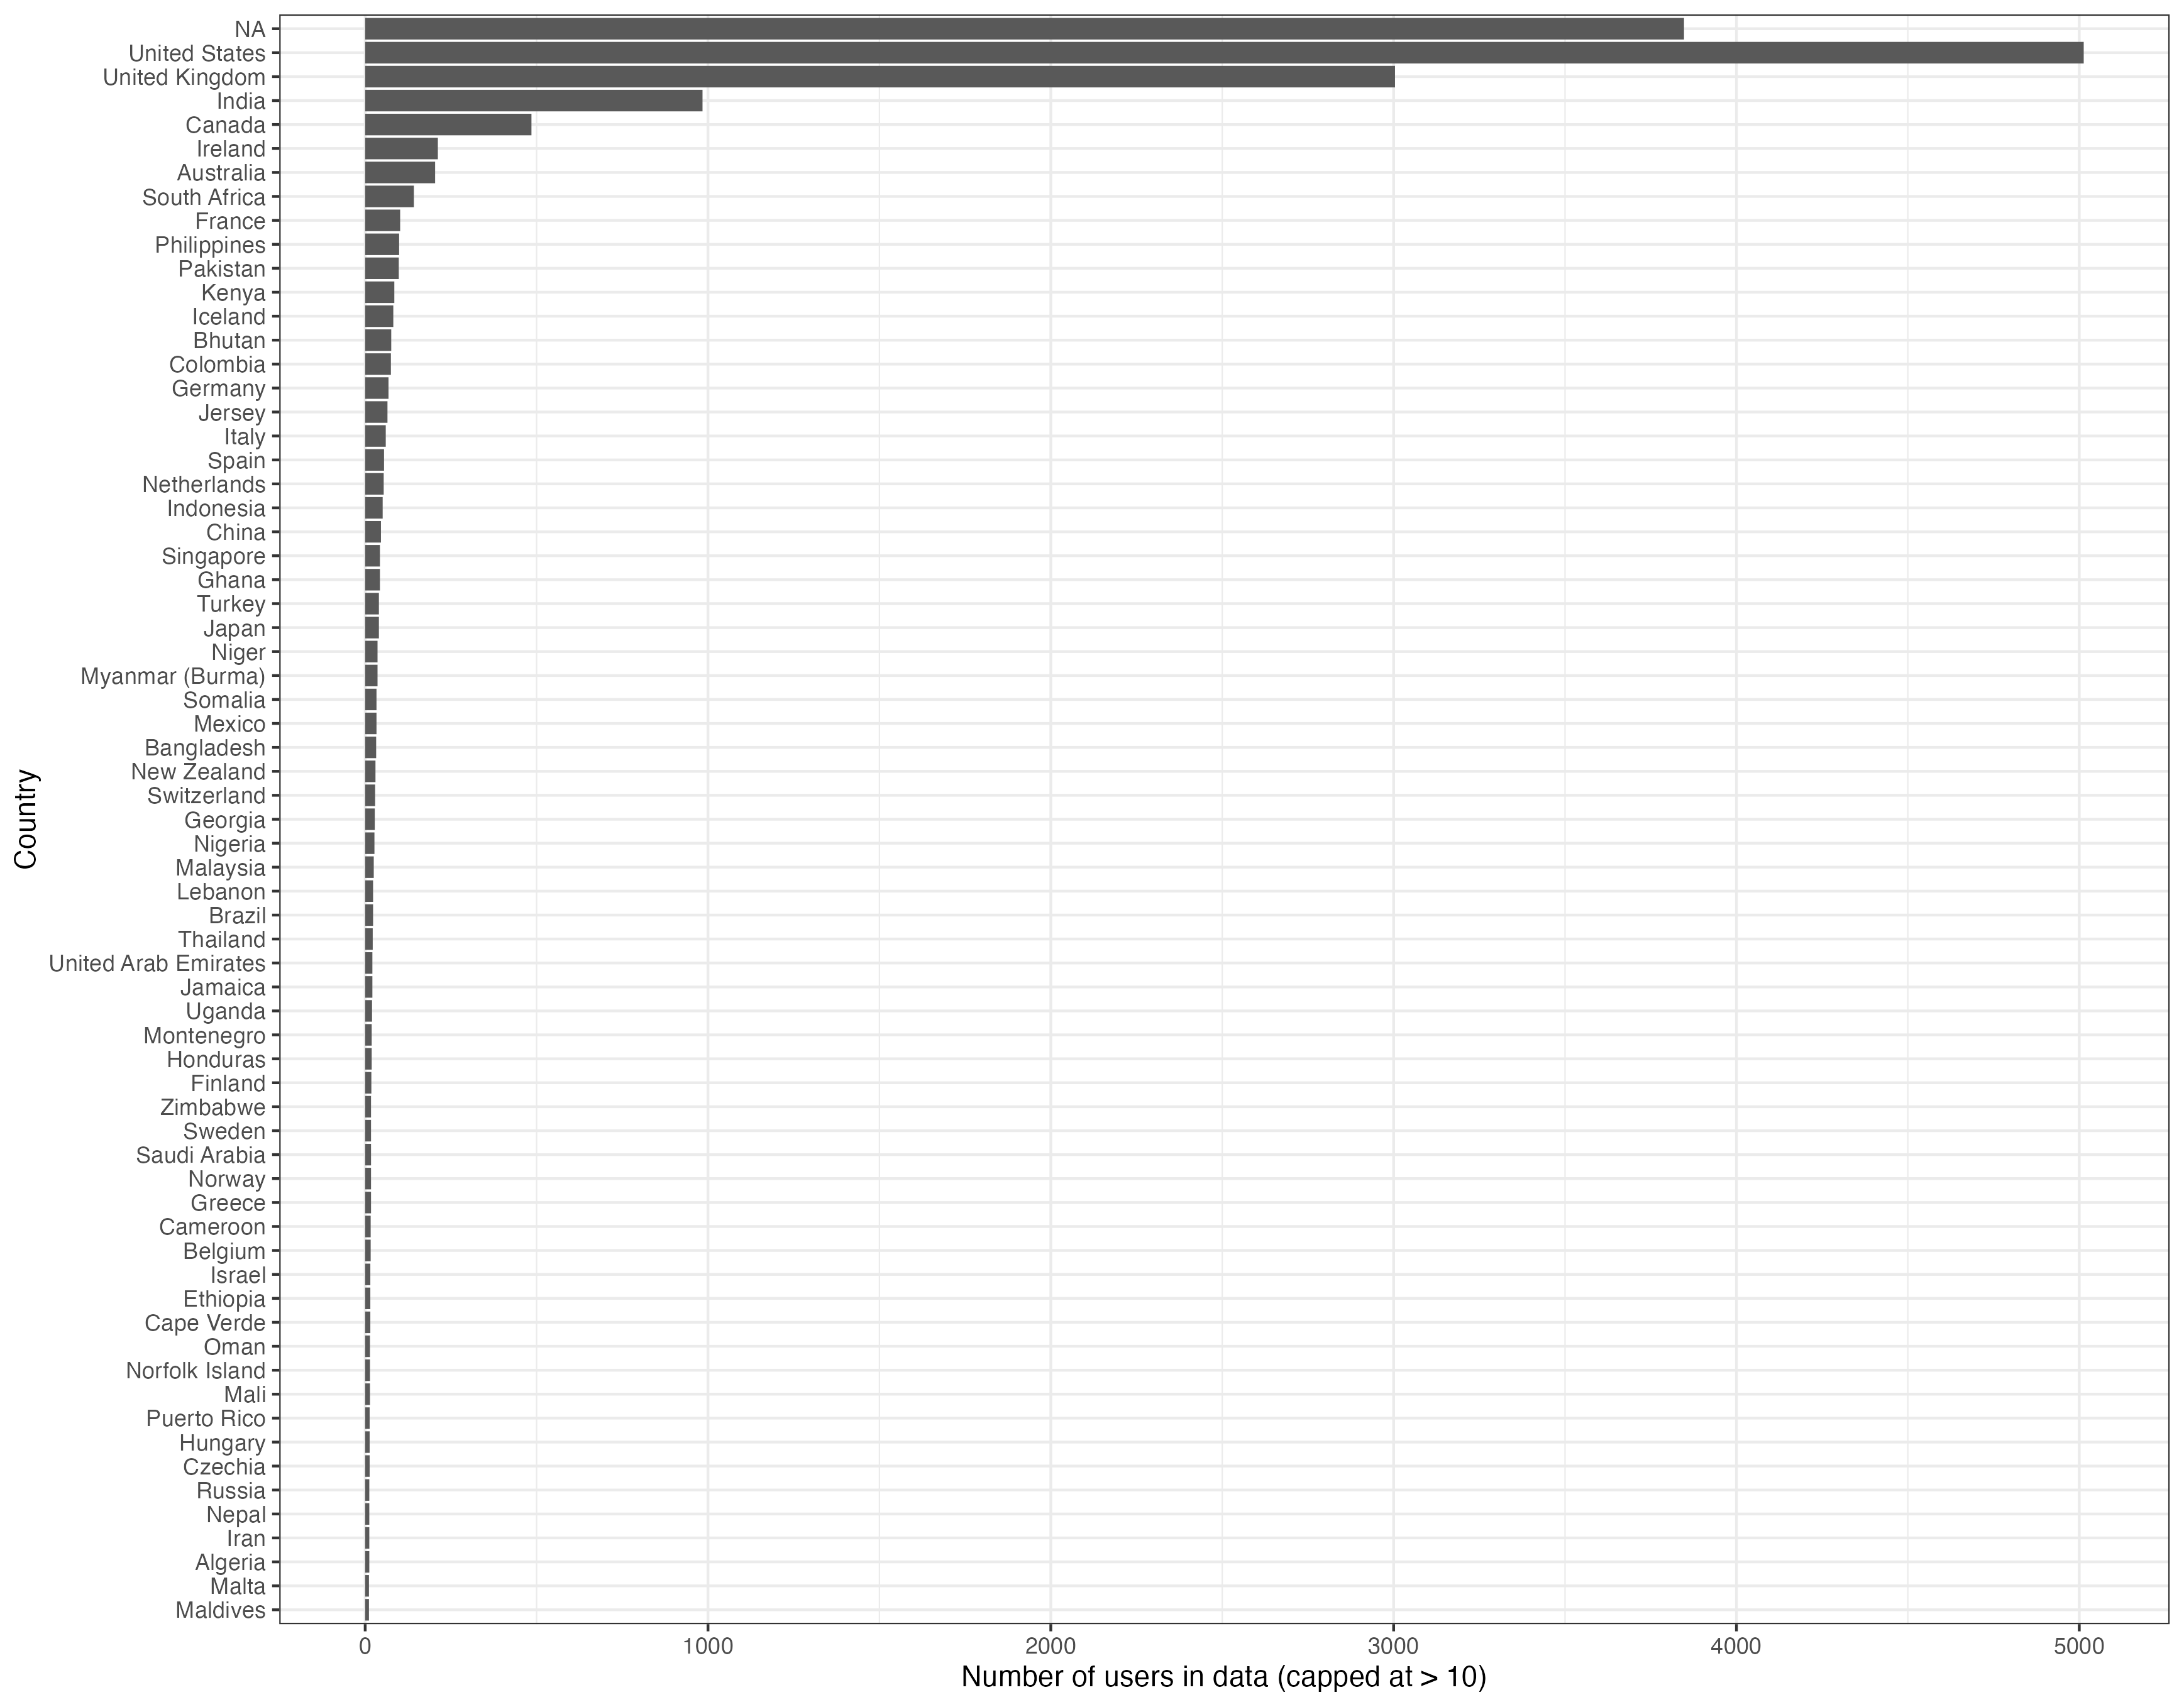 NA
United States
United Kingdom
India
Canada
Ireland
Australia
South Africa
France
Philippines
Pakistan
Kenya
Iceland
Bhutan
Colombia
Germany
Jersey
Italy
Spain
Netherlands
Indonesia
China
Singapore
Ghana
Turkey
Japan
Niger
Myanmar (Burma)
Somalia
Mexico
Bangladesh
New Zealand
Switzerland
Georgia
Nigeria
Malaysia
Lebanon
Brazil
Thailand
United Arab Emirates
Jamaica
Uganda
Montenegro
Honduras
Finland
Zimbabwe
Sweden
Saudi Arabia
Norway
Greece
Cameroon
Belgium
Israel
Ethiopia
Cape Verde
Oman
Norfolk Island
Mali
Puerto Rico
Hungary
Czechia
Russia
Nepal
Iran
Algeria
Malta
Maldives
Country
0 1000 2000 3000 4000 5000
Number of users in data (capped at > 10)